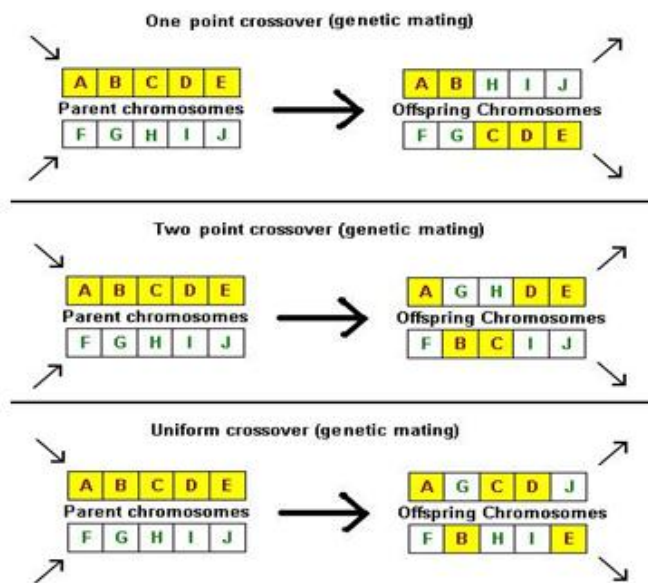 One point crossover (genetic mating)
A B C D E A B H I J
Parent chromosomes Offspring Chromosomes
F G H I J F G C D E
Two point crossover (genetic mating)
A B C D E A G H D E
Parent chromosomes Offspring Chromosomes
F G H I J F B C I J
Uniform crossover (genetic mating)
A B C D E A G C D J
Parent chromosomes Offspring Chromosomes
F G H I J F B H I E